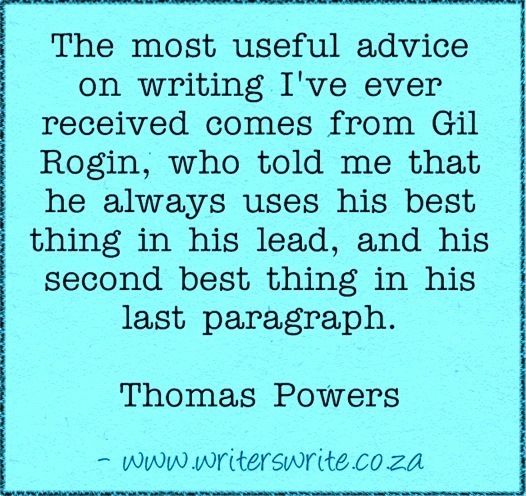 The most useful advice
on writing I've ever
received comes from Gil
Rogin, who told me that
he always uses his best
thing in his lead, and his
second best thing in his
last paragraph.
Thomas Powers
- www.writerswrite.co.za